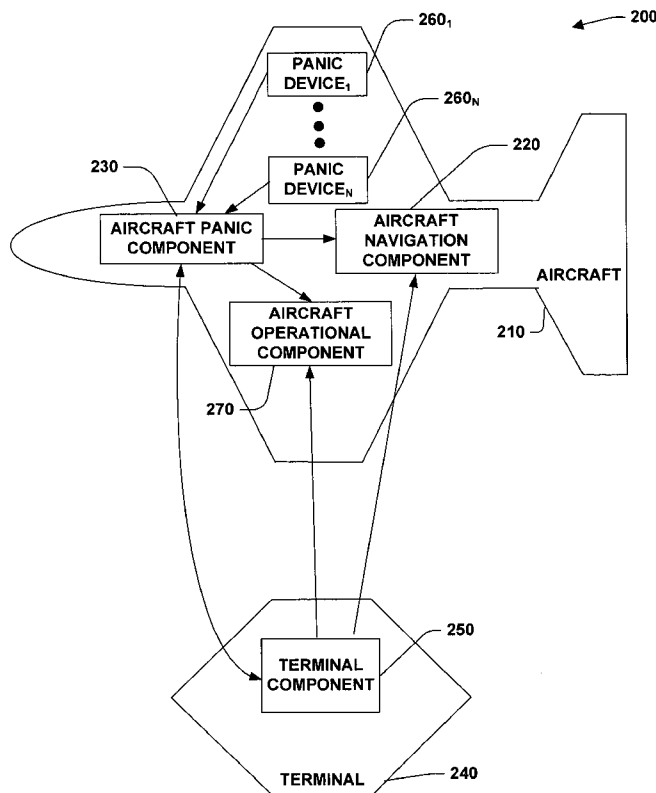 200
260₁
PANIC
DEVICE₁
260N
PANIC
DEVICEN
230
220
AIRCRAFT PANIC
COMPONENT
AIRCRAFT
NAVIGATION
COMPONENT
AIRCRAFT
210
AIRCRAFT
OPERATIONAL
COMPONENT
270
250
TERMINAL
COMPONENT
TERMINAL
240